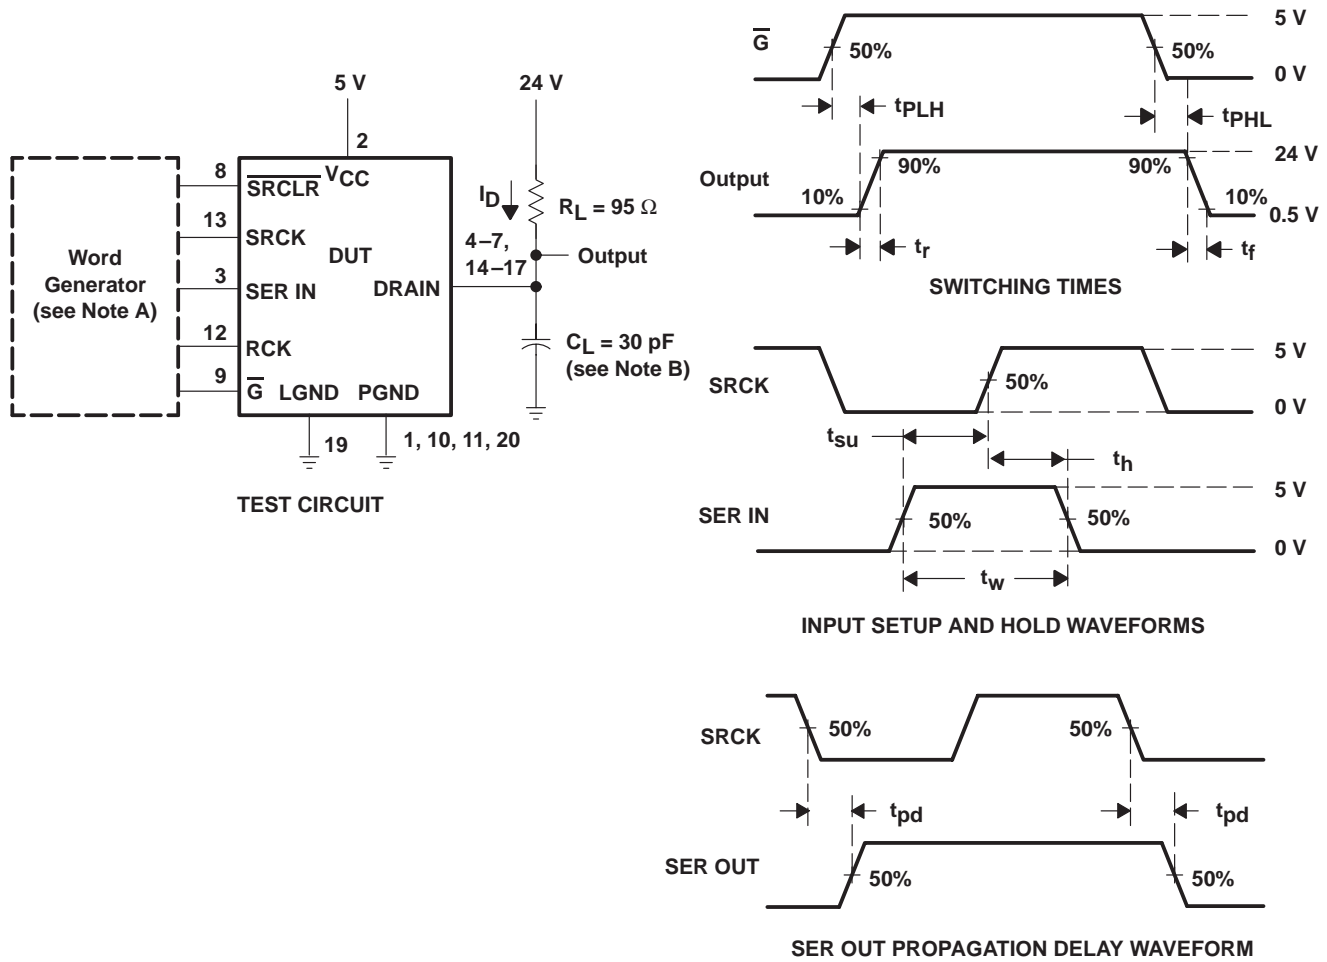 5 V
24 V
2
8
SRCLR
VCC
13
SRCK
Word
Generator
(see Note A)
DUT
3
SER IN
DRAIN
12
RCK
9
G
LGND
PGND
19
1, 10, 11, 20
ID
RL = 95 Ω
4–7,
14–17
Output
CL = 30 pF
(see Note B)
TEST CIRCUIT
G
50%
50%
5 V
0 V
tPLH
tPHL
Output
10%
90%
90%
10%
24 V
0.5 V
tr
tf
SWITCHING TIMES
SRCK
50%
5 V
0 V
tsu
th
SER IN
50%
50%
5 V
0 V
tw
INPUT SETUP AND HOLD WAVEFORMS
SRCK
50%
50%
tpd
tpd
SER OUT
50%
50%
SER OUT PROPAGATION DELAY WAVEFORM